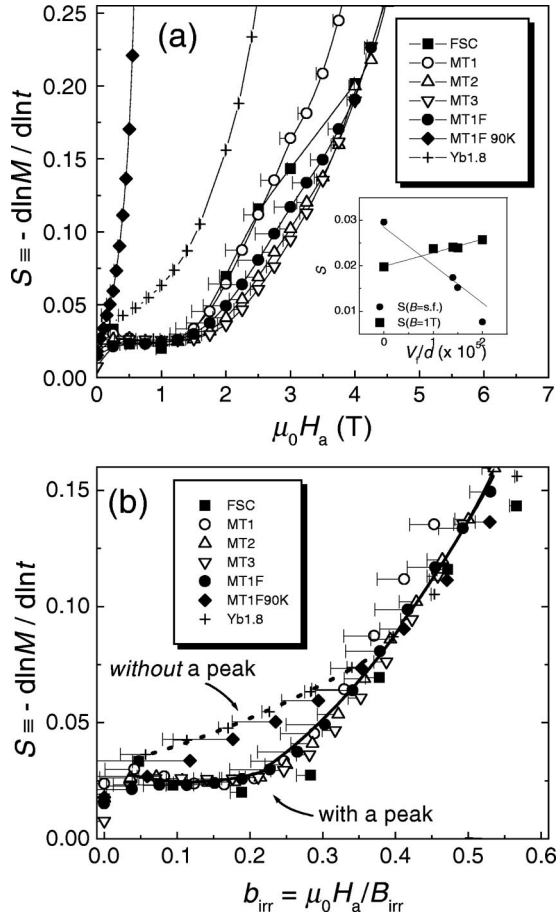 (a)
FSC
MT1
MT2
MT3
MT1F
MT1F 90K
Yb1.8
S ≡ - dlnM / dlnt
0.25
0.20
0.15
0.10
0.05
0.00
0.03
0.02
0.01
S
S(B=s.f.)
S(B=1T)
0 1 2
Vf/d (x 10⁵)
0 1 2 3 4 5 6 7
μ₀Hₐ (T)
(b)
FSC
MT1
MT2
MT3
MT1F
MT1F90K
Yb1.8
S ≡ - dlnM / dlnt
0.15
0.10
0.05
0.00
without a peak
with a peak
0.0 0.1 0.2 0.3 0.4 0.5 0.6
b_irr = μ₀Hₐ/B_irr